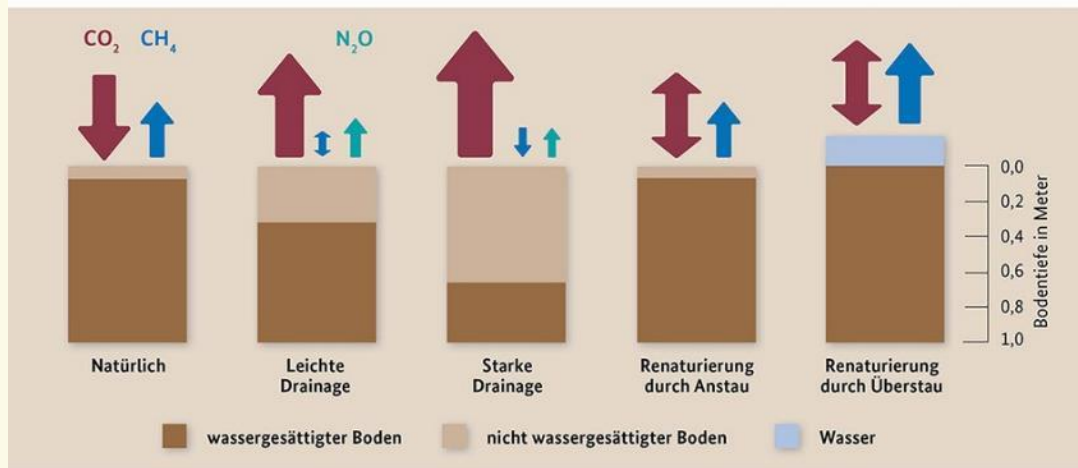 CO₂ CH₄ N₂O
0,0
0,2
0,4
0,6
0,8
1,0
Bodentiefe in Meter
Natürlich
Leichte
Drainage
Starke
Drainage
Renaturierung
durch Anstau
Renaturierung
durch Überstau
wassergesättigter Boden nicht wassergesättigter Boden Wasser